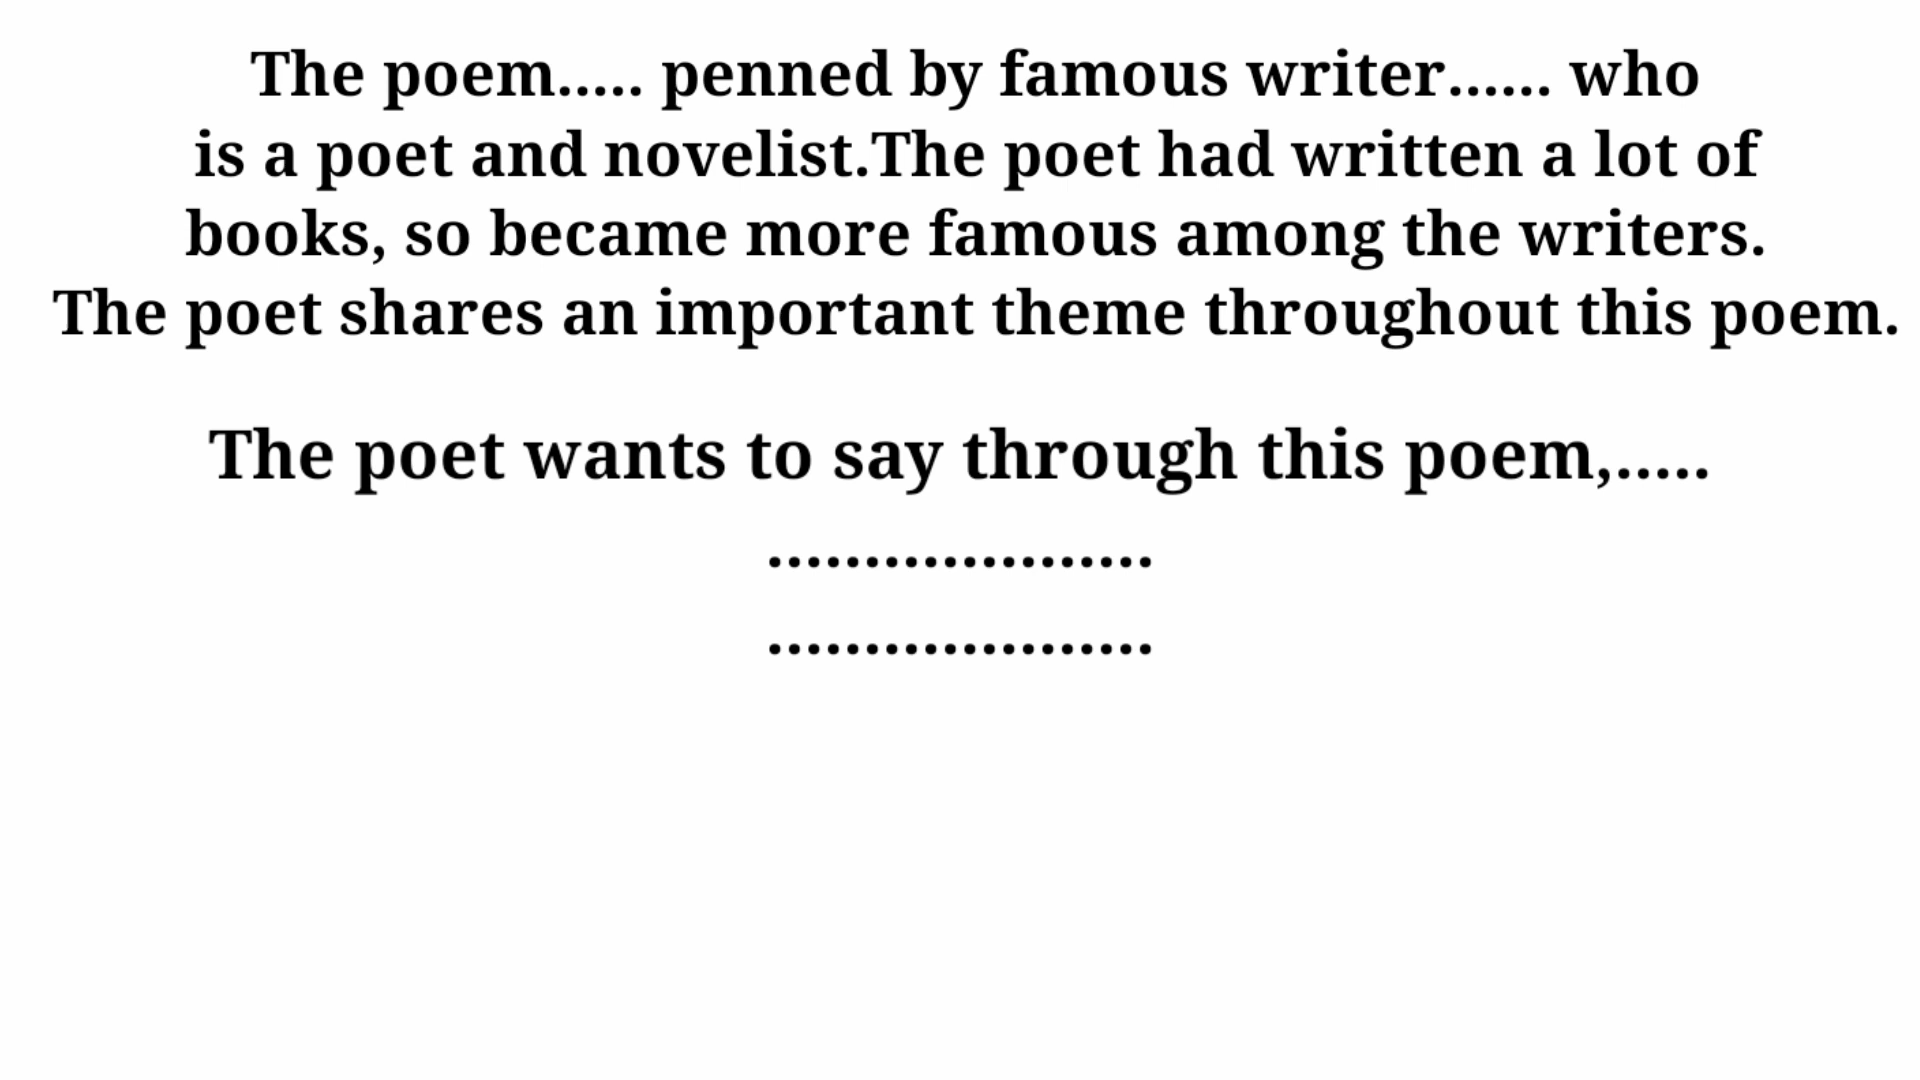 The poem..... penned by famous writer...... who
is a poet and novelist.The poet had written a lot of
books, so became more famous among the writers.
The poet shares an important theme throughout this poem.
The poet wants to say through this poem,.....
....................
....................